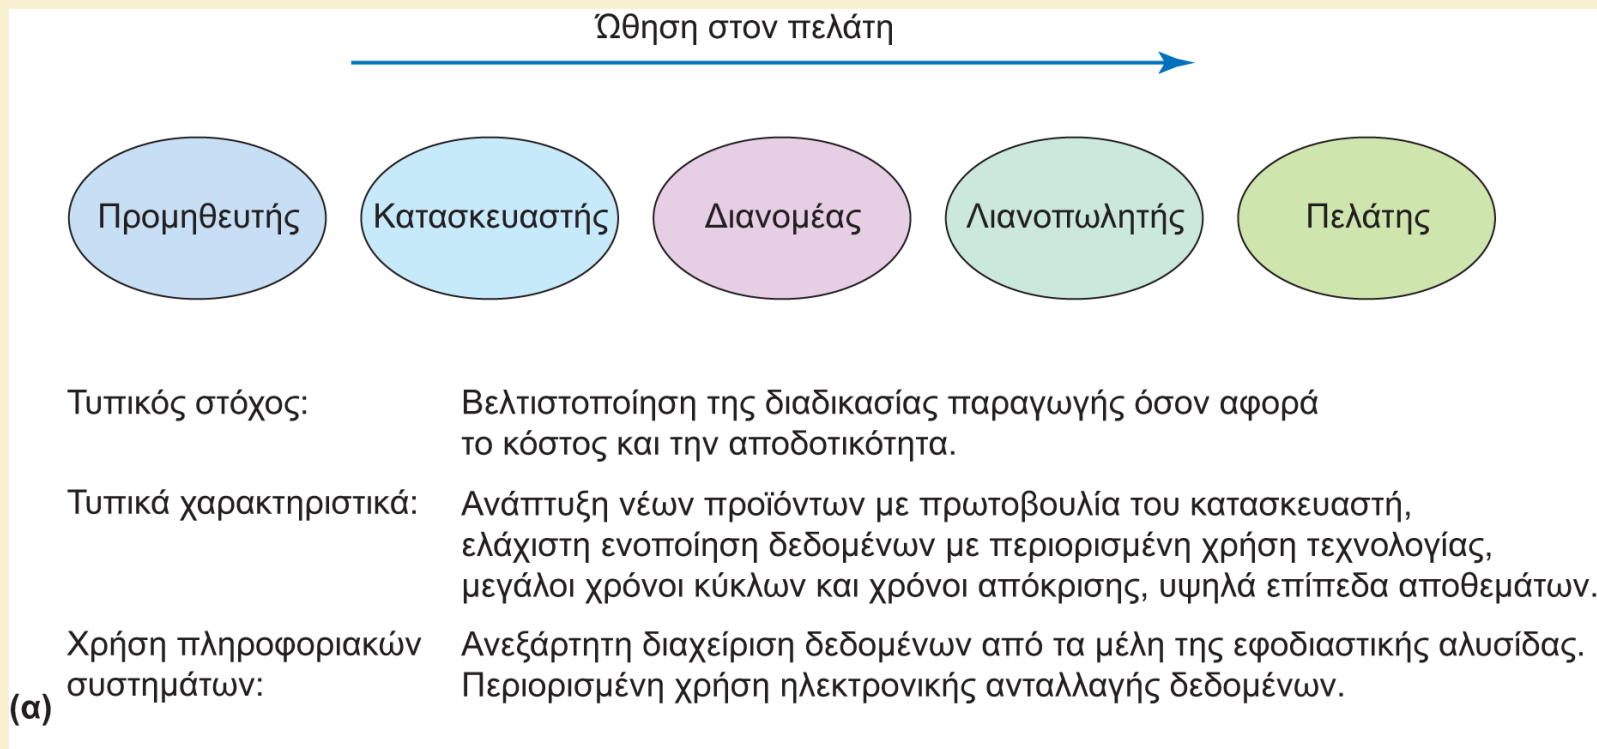 Ώθηση στον πελάτη
Προμηθευτής
Κατασκευαστής
Διανομέας
Λιανοπωλητής
Πελάτης
Τυπικός στόχος:
Βελτιστοποίηση της διαδικασίας παραγωγής όσον αφορά
το κόστος και την αποδοτικότητα.
Τυπικά χαρακτηριστικά:
Ανάπτυξη νέων προϊόντων με πρωτοβουλία του κατασκευαστή,
ελάχιστη ενοποίηση δεδομένων με περιορισμένη χρήση τεχνολογίας,
μεγάλοι χρόνοι κύκλων και χρόνοι απόκρισης, υψηλά επίπεδα αποθεμάτων.
Χρήση πληροφοριακών
συστημάτων:
Ανεξάρτητη διαχείριση δεδομένων από τα μέλη της εφοδιαστικής αλυσίδας.
Περιορισμένη χρήση ηλεκτρονικής ανταλλαγής δεδομένων.
(α)